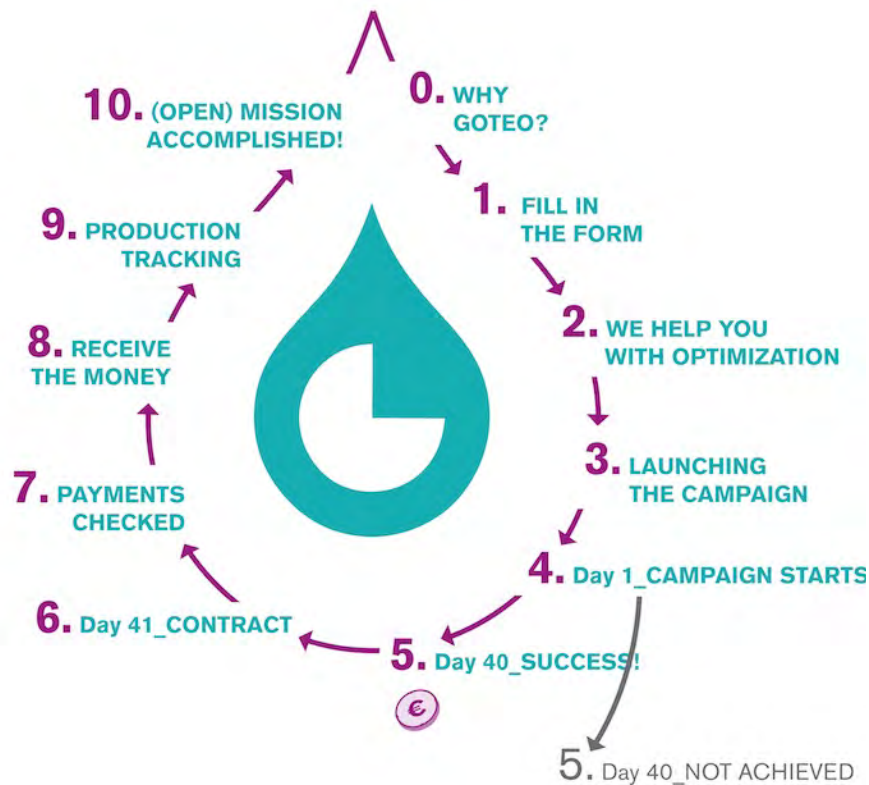 0. WHY
GOTEO?
1. FILL IN
THE FORM
2. WE HELP YOU
WITH OPTIMIZATION
3. LAUNCHING
THE CAMPAIGN
4. Day 1_CAMPAIGN STARTS
5. Day 40_SUCCESS!
€
5. Day 40_NOT ACHIEVED
6. Day 41_CONTRACT
7. PAYMENTS
CHECKED
8. RECEIVE
THE MONEY
9. PRODUCTION
TRACKING
10. (OPEN) MISSION
ACCOMPLISHED!